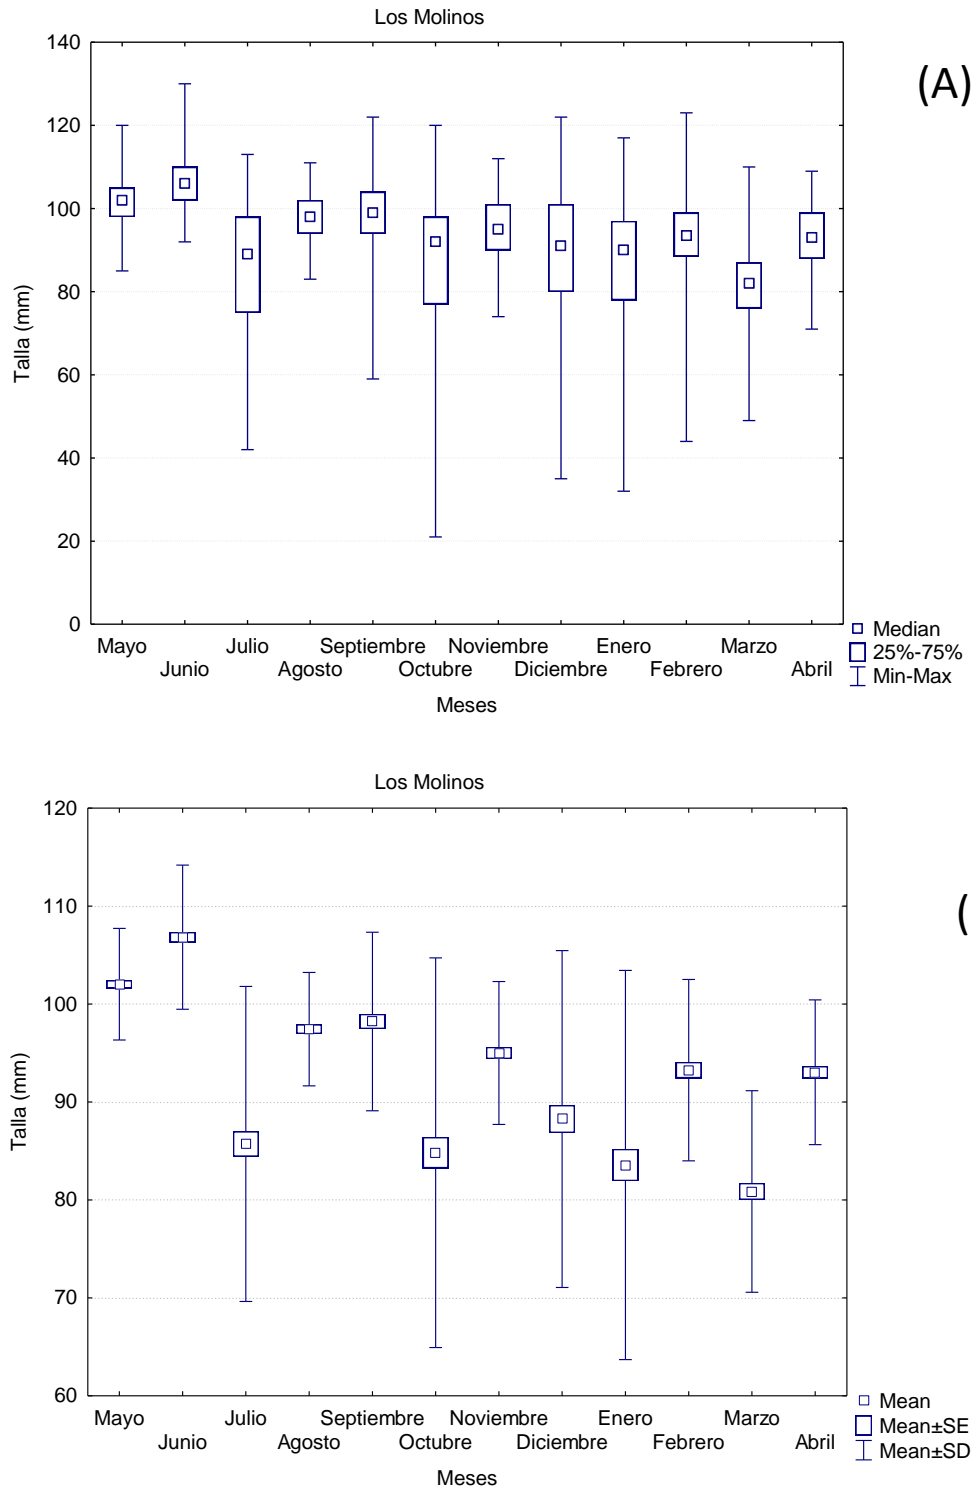 Los Molinos
(A)
140
120
100
80
60
40
20
0
Talla (mm)
Mayo Julio Septiembre Noviembre Enero Marzo
Junio Agosto Octubre Diciembre Febrero Abril
Meses
Median
25%-75%
Min-Max
Los Molinos
(
120
110
100
90
80
70
60
Talla (mm)
Mayo Julio Septiembre Noviembre Enero Marzo
Junio Agosto Octubre Diciembre Febrero Abril
Meses
Mean
Mean±SE
Mean±SD